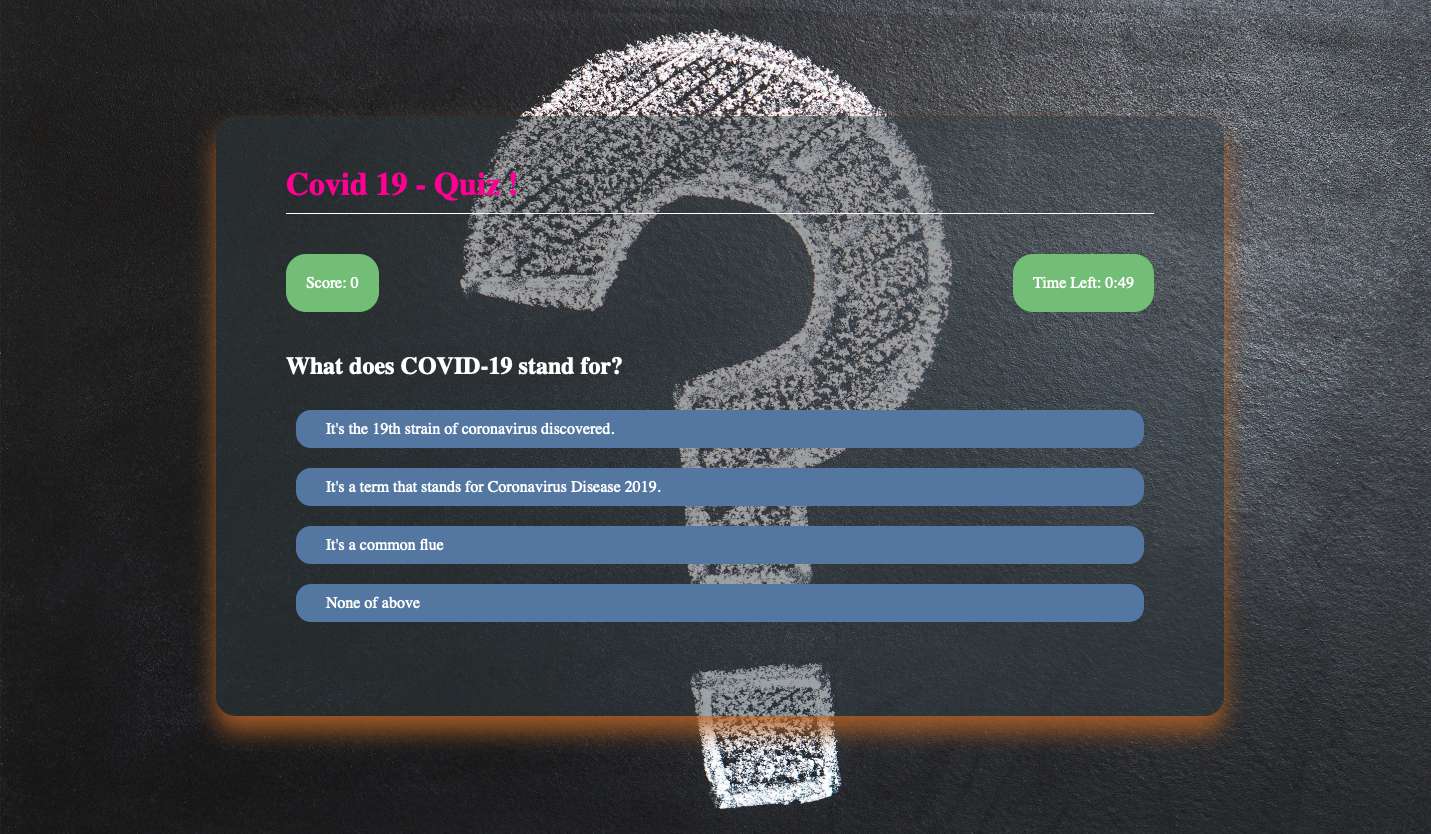 Covid 19 - Quiz !
Score: 0
Time Left: 0:49
What does COVID-19 stand for?
It's the 19th strain of coronavirus discovered.
It's a term that stands for Coronavirus Disease 2019.
It's a common flue
None of above